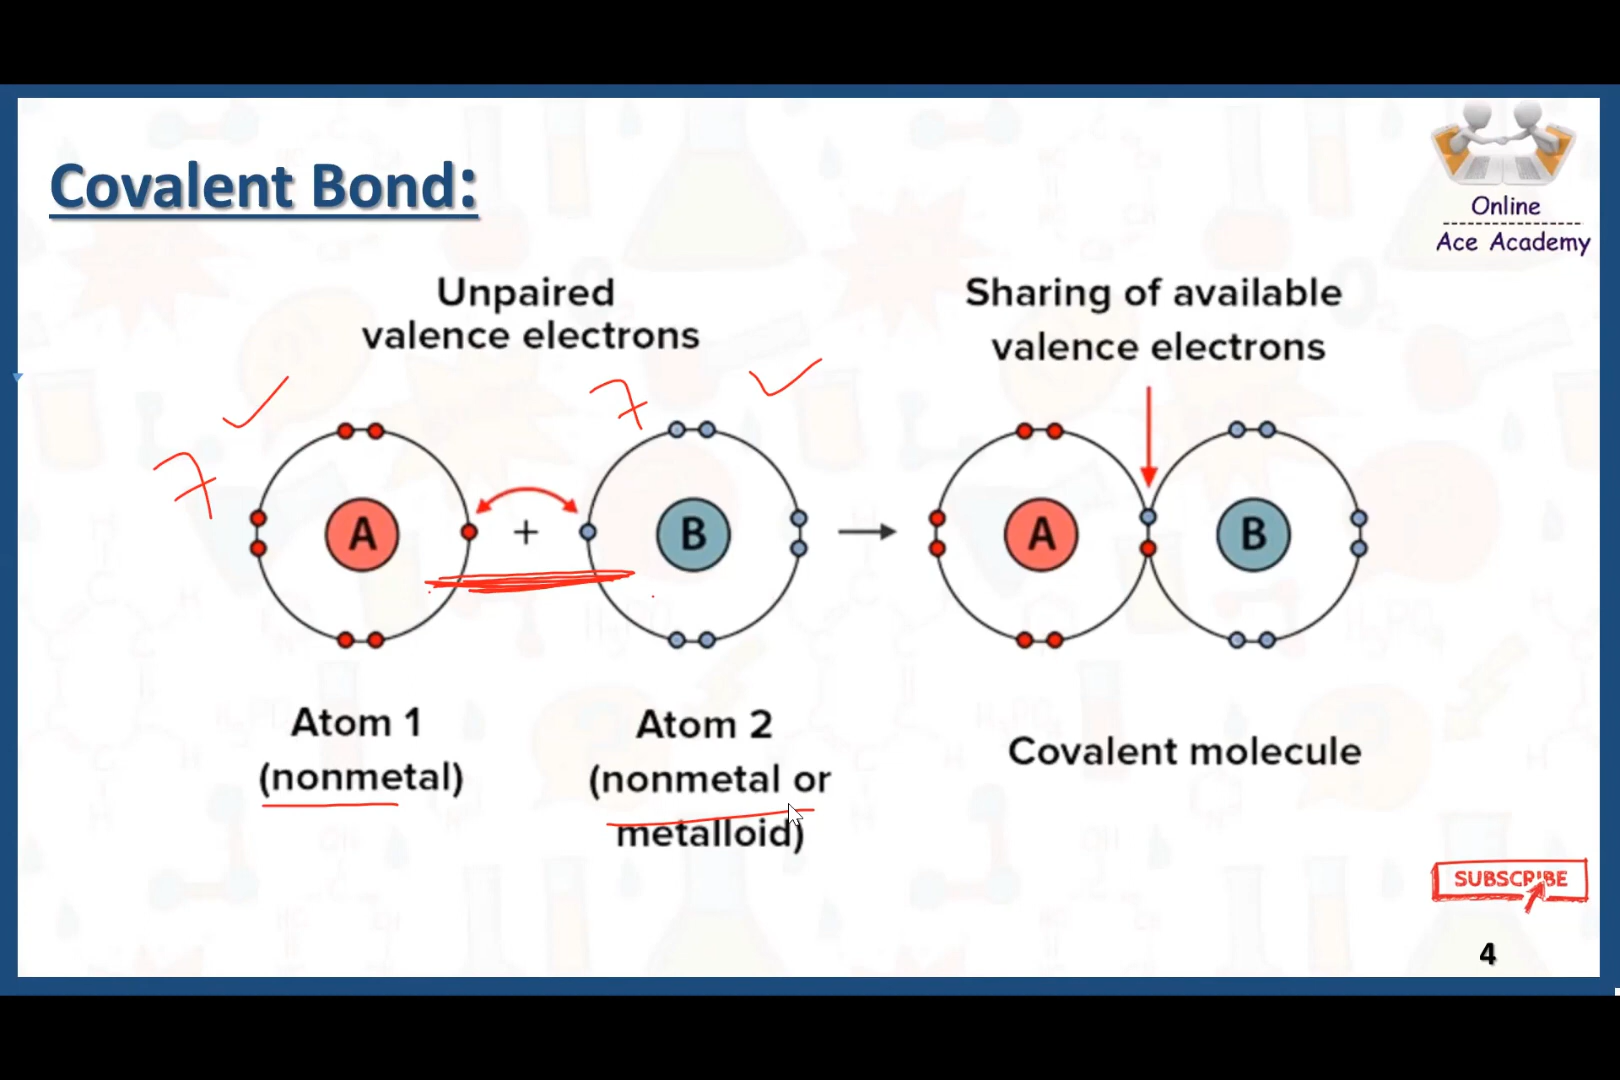 Covalent Bond:
Online
Ace Academy
Unpaired
valence electrons
Sharing of available
valence electrons
7
7
A
+
B
A
B
Atom 1
(nonmetal)
Atom 2
(nonmetal or
metalloid)
Covalent molecule
SUBSCRIBE
4